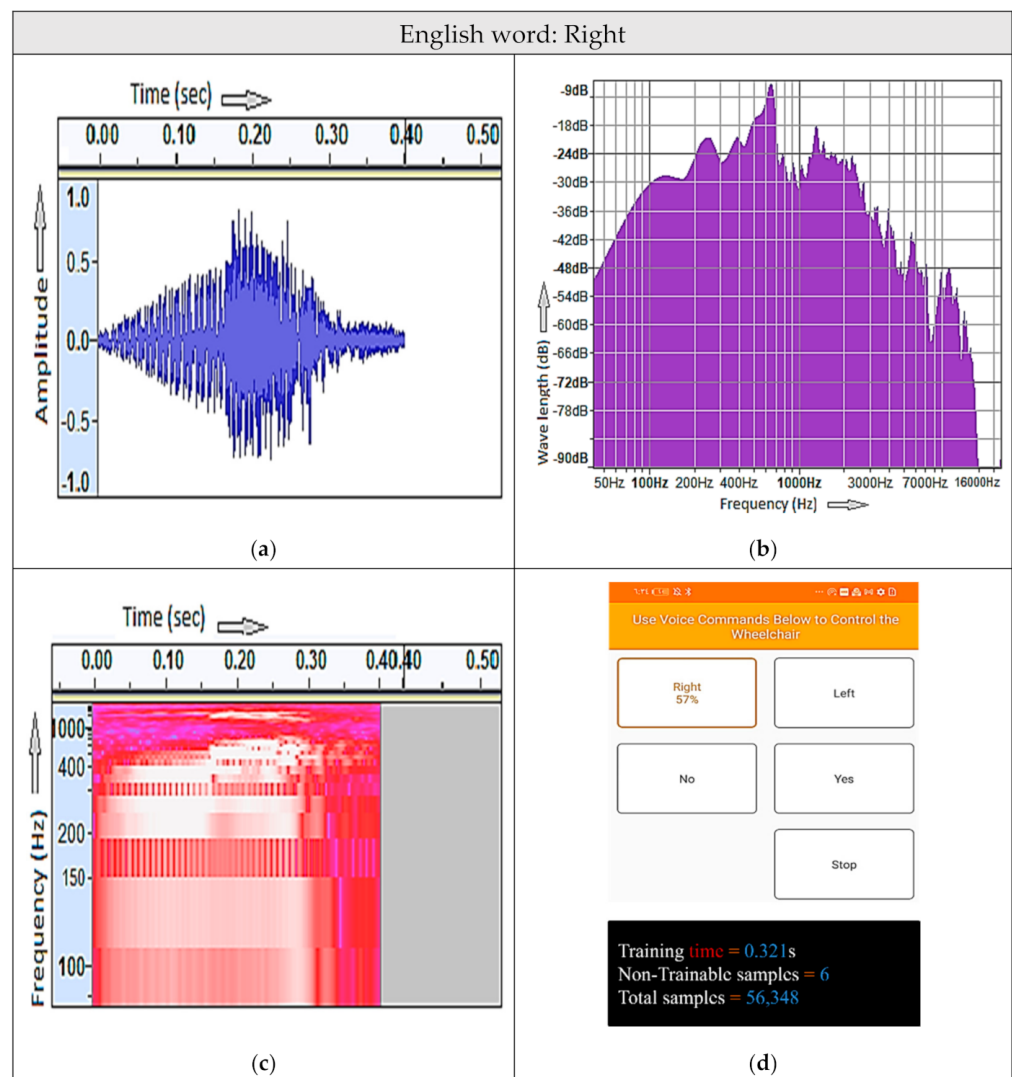 English word: Right
Time (sec)
0.00 0.10 0.20 0.30 0.40 0.50
Amplitude
1.0
0.5
0.0
-0.5
-1.0
(a)
-9dB
-18dB
-24dB
-30dB
-36dB
-42dB
-48dB
-54dB
-60dB
-66dB
-72dB
-78dB
-90dB
Wave length (dB)
50Hz 100Hz 200Hz 400Hz 1000Hz 3000Hz 7000Hz 16000Hz
Frequency (Hz)
(b)
Time (sec)
0.00 0.10 0.20 0.30 0.40 .40 0.50
Frequency (Hz)
1000
400
200
150
100
(c)
Use Voice Commands Below to Control the
Wheelchair
Right
57%
Left
No
Yes
Stop
Training time = 0.321s
Non-Trainable samples = 6
Total samples = 56,348
(d)